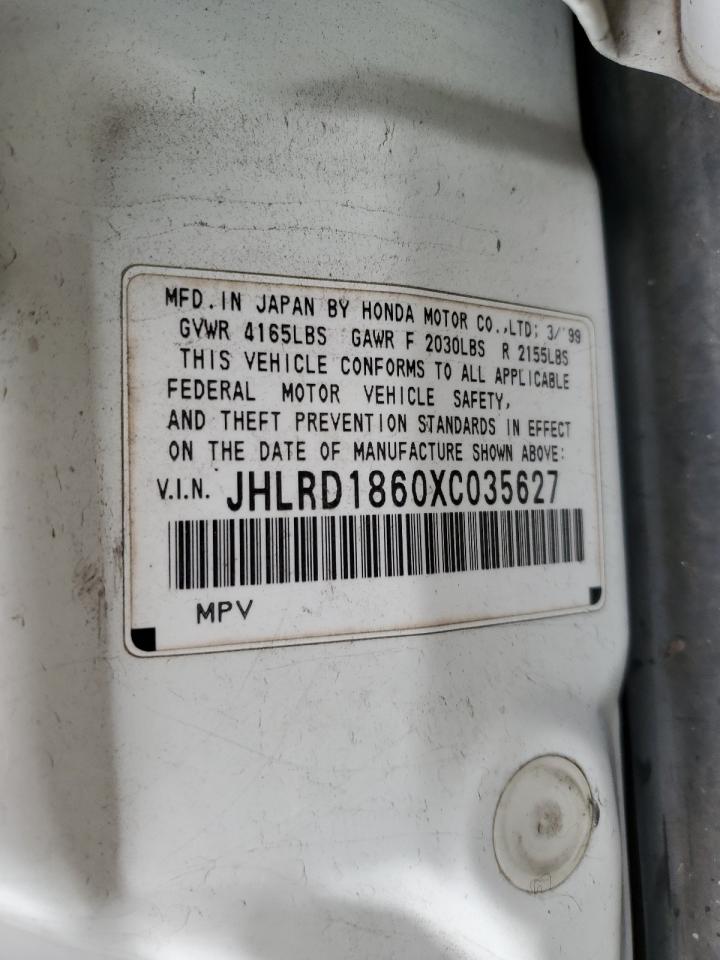 MFD. IN JAPAN BY HONDA MOTOR CO.,LTD; 3/'99
GVWR 4165LBS GAWR F 2030LBS R 2155LBS
THIS VEHICLE CONFORMS TO ALL APPLICABLE
FEDERAL MOTOR VEHICLE SAFETY,
AND THEFT PREVENTION STANDARDS IN EFFECT
ON THE DATE OF MANUFACTURE SHOWN ABOVE:
V.I.N. JHLRD1860XC035627
MPV